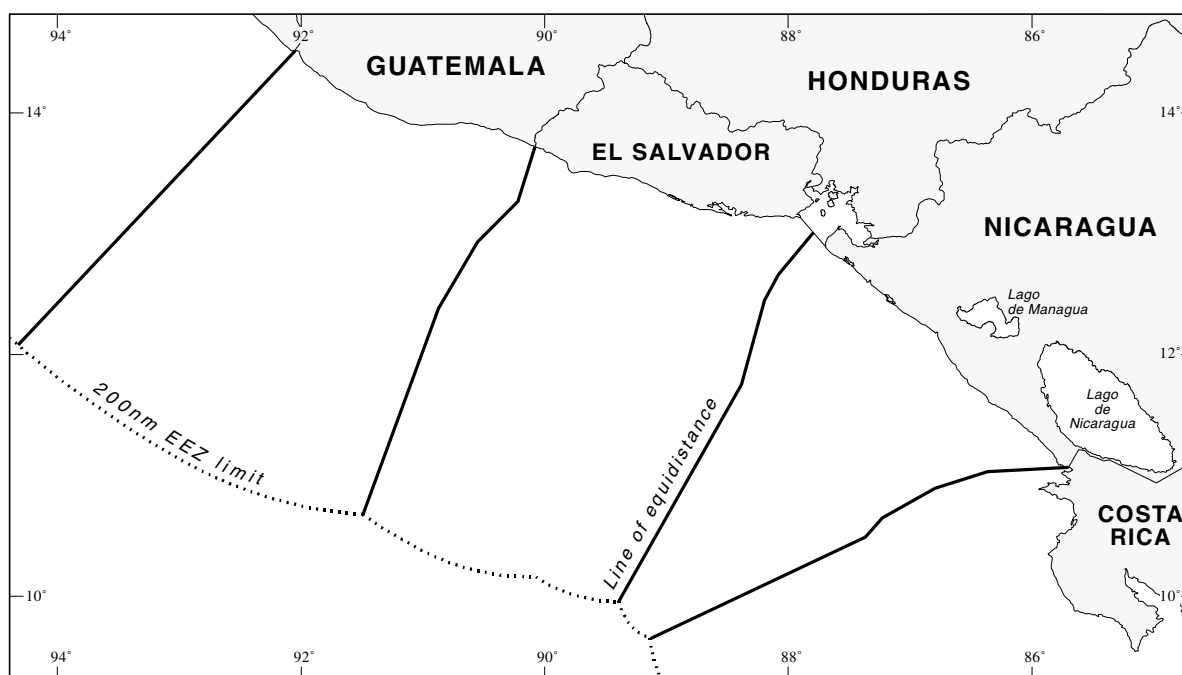 94˚
92˚
90˚
88˚
86˚
GUATEMALA
HONDURAS
14˚
14˚
EL SALVADOR
NICARAGUA
Lago
de Managua
12˚
12˚
200nm EEZ limit
Lago
de
Nicaragua
Line of equidistance
COSTA
RICA
10˚
10˚
94˚
92˚
90˚
88˚
86˚